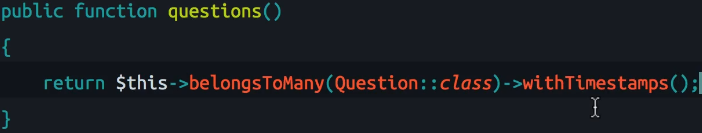 public function questions()
{
    return $this->belongsToMany(Question::class)->withTimestamps();
}